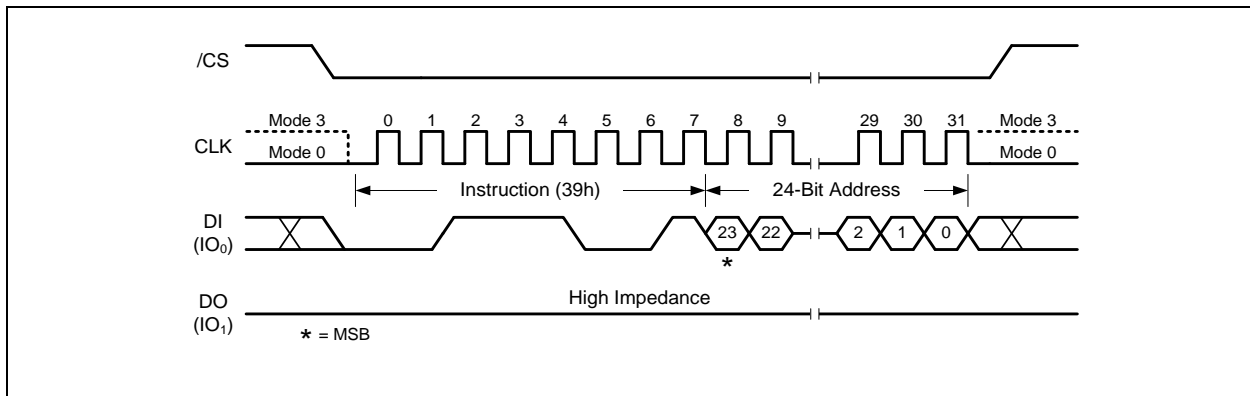 /CS
Mode 3 0 1 2 3 4 5 6 7 8 9 29 30 31 Mode 3
CLK
Mode 0 Mode 0
Instruction (39h) 24-Bit Address
DI
(IO₀)
23 22 2 1 0
*
DO
(IO₁)
High Impedance
* = MSB